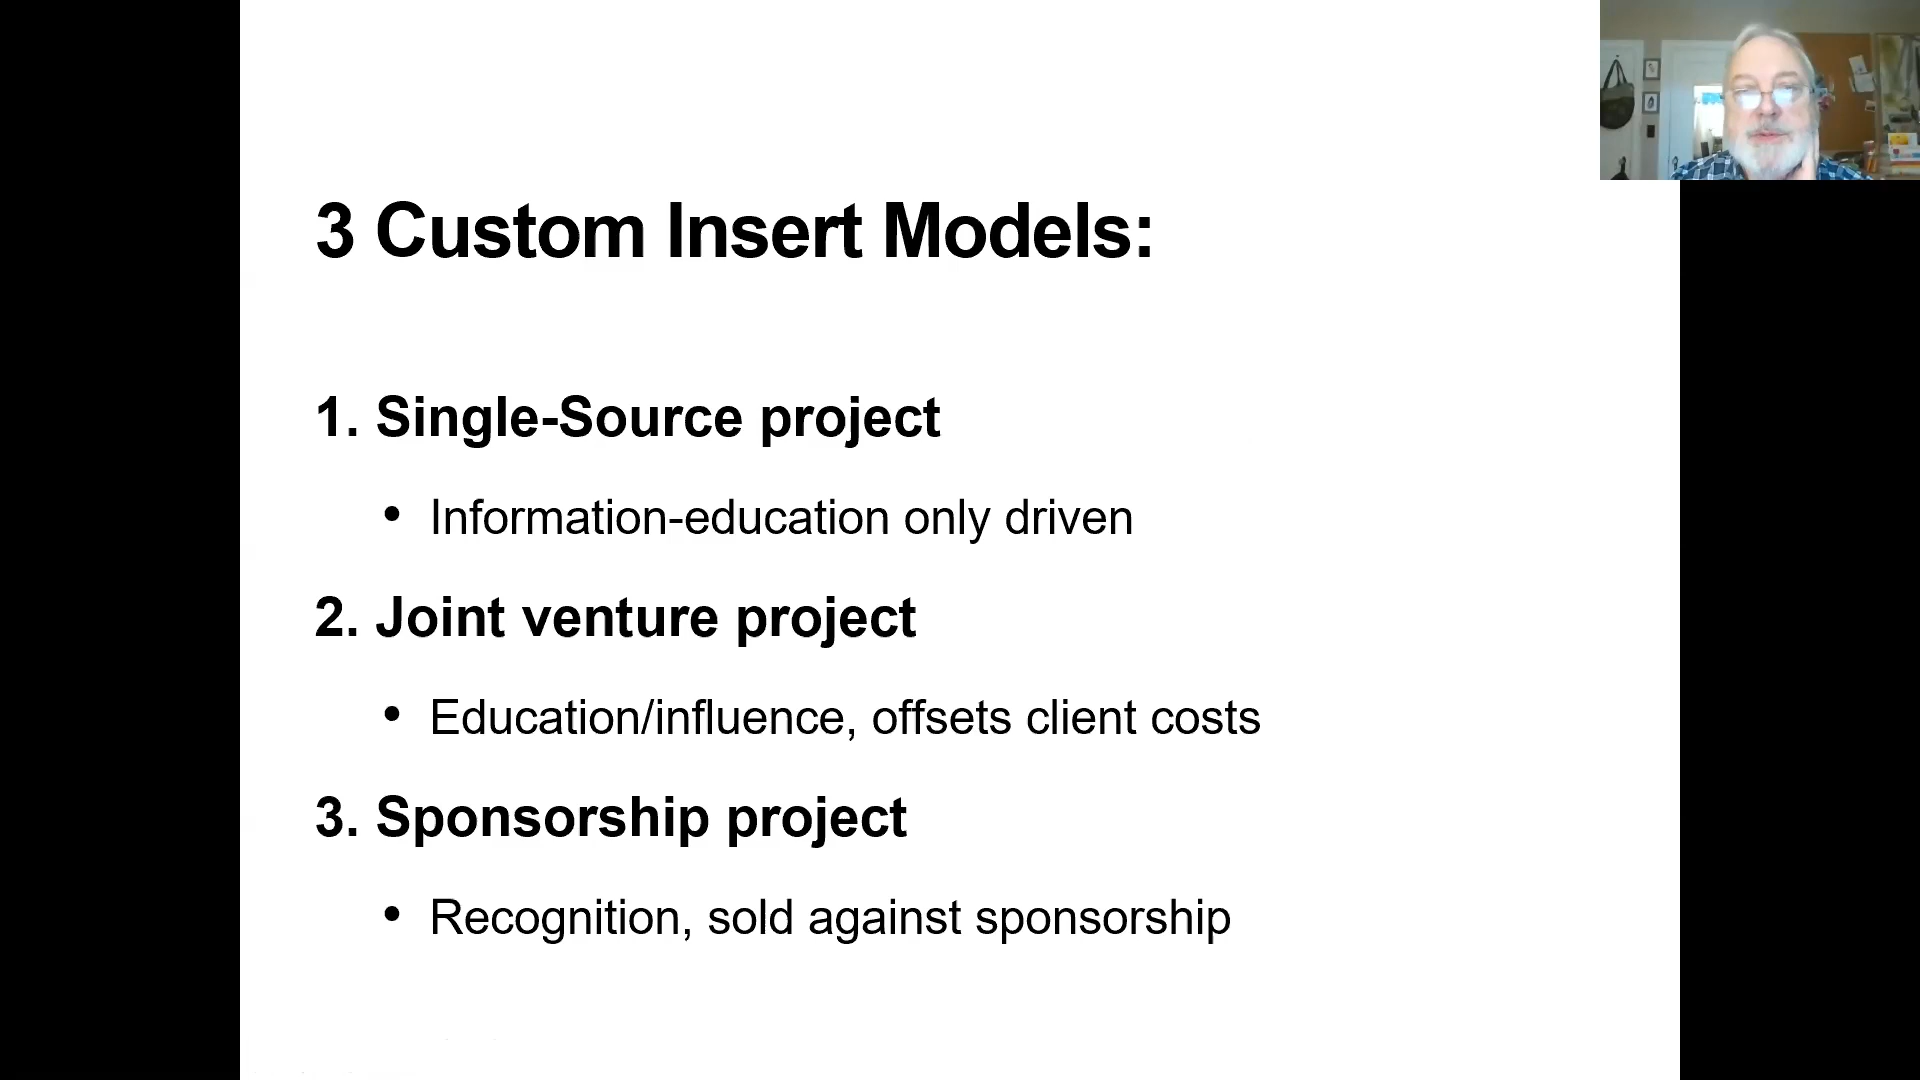 3 Custom Insert Models:
1. Single-Source project
• Information-education only driven
2. Joint venture project
• Education/influence, offsets client costs
3. Sponsorship project
• Recognition, sold against sponsorship